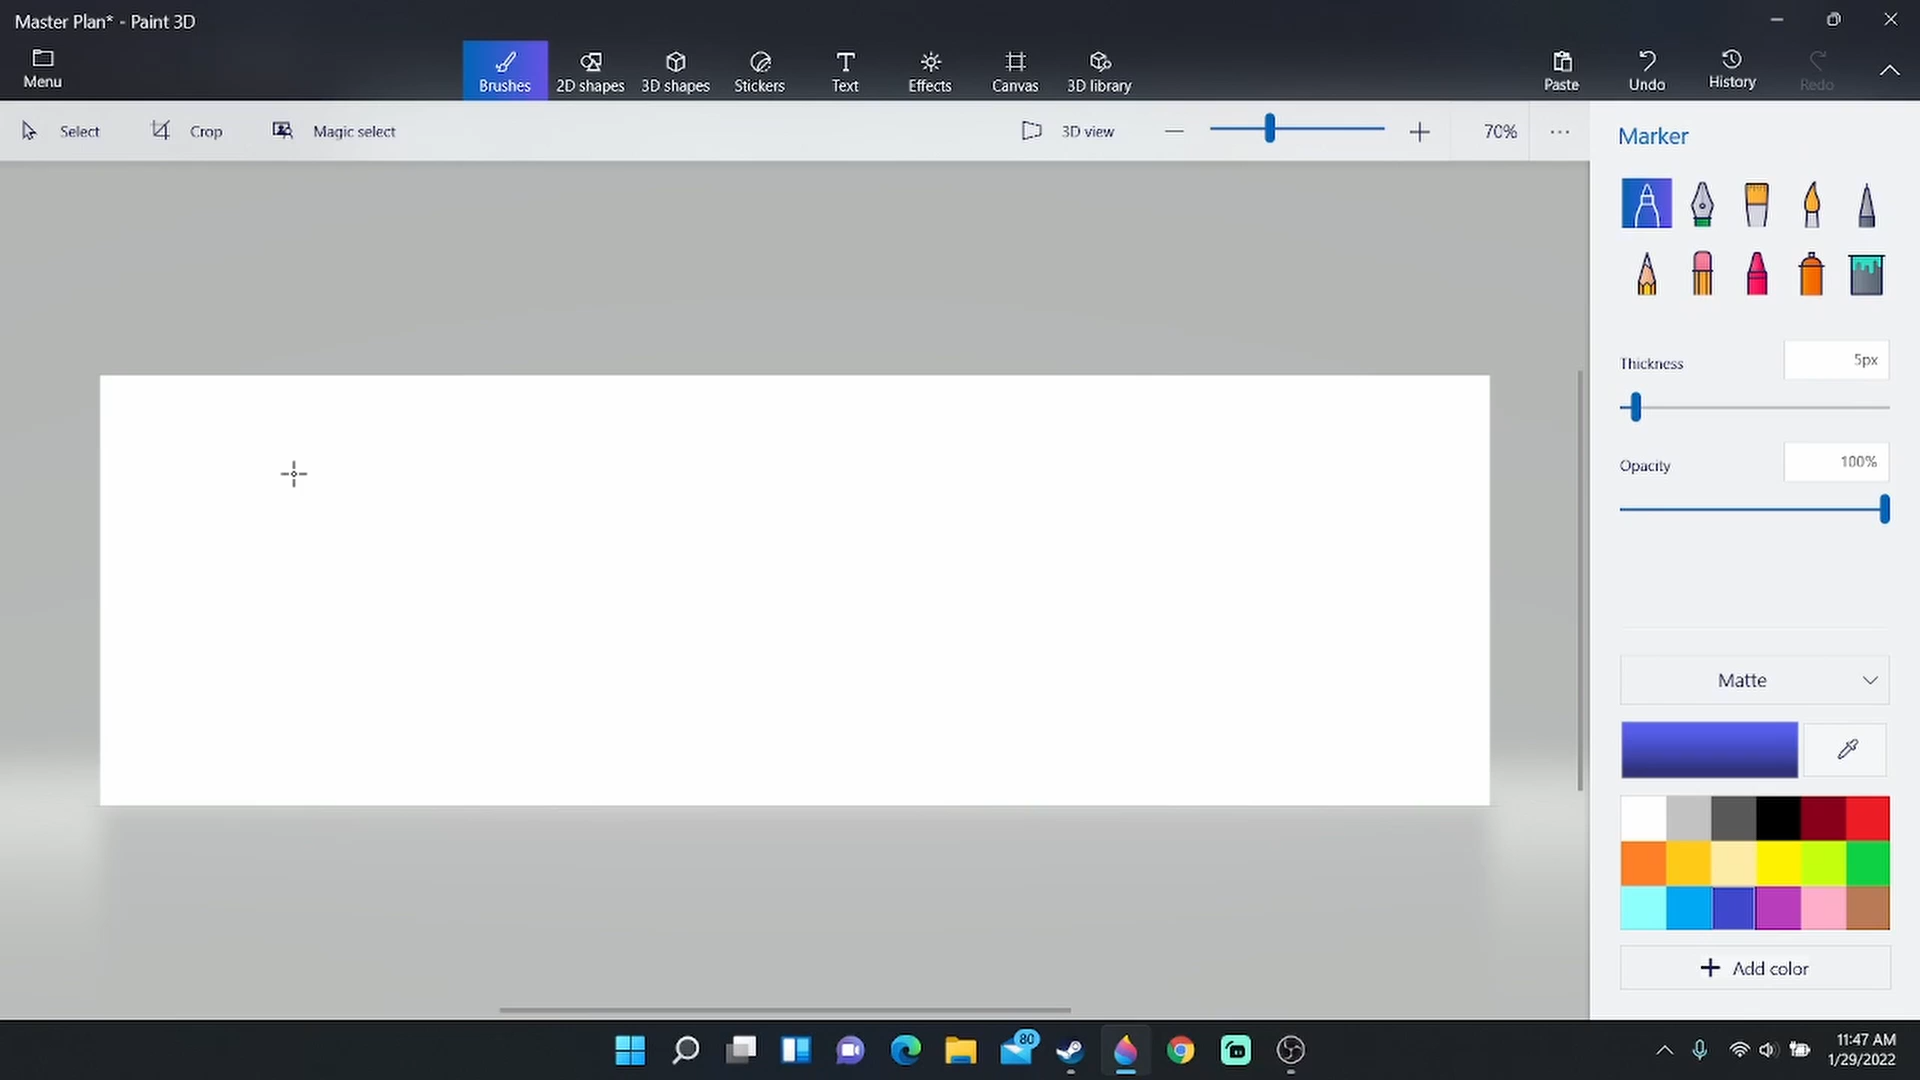 Master Plan* - Paint 3D
Menu
Brushes
2D shapes
3D shapes
Stickers
Text
Effects
Canvas
3D library
Paste
Undo
History
Redo
Select
Crop
Magic select
3D view
70%
Marker
Thickness
5px
Opacity
100%
Matte
Add color
80
11:47 AM
1/29/2022